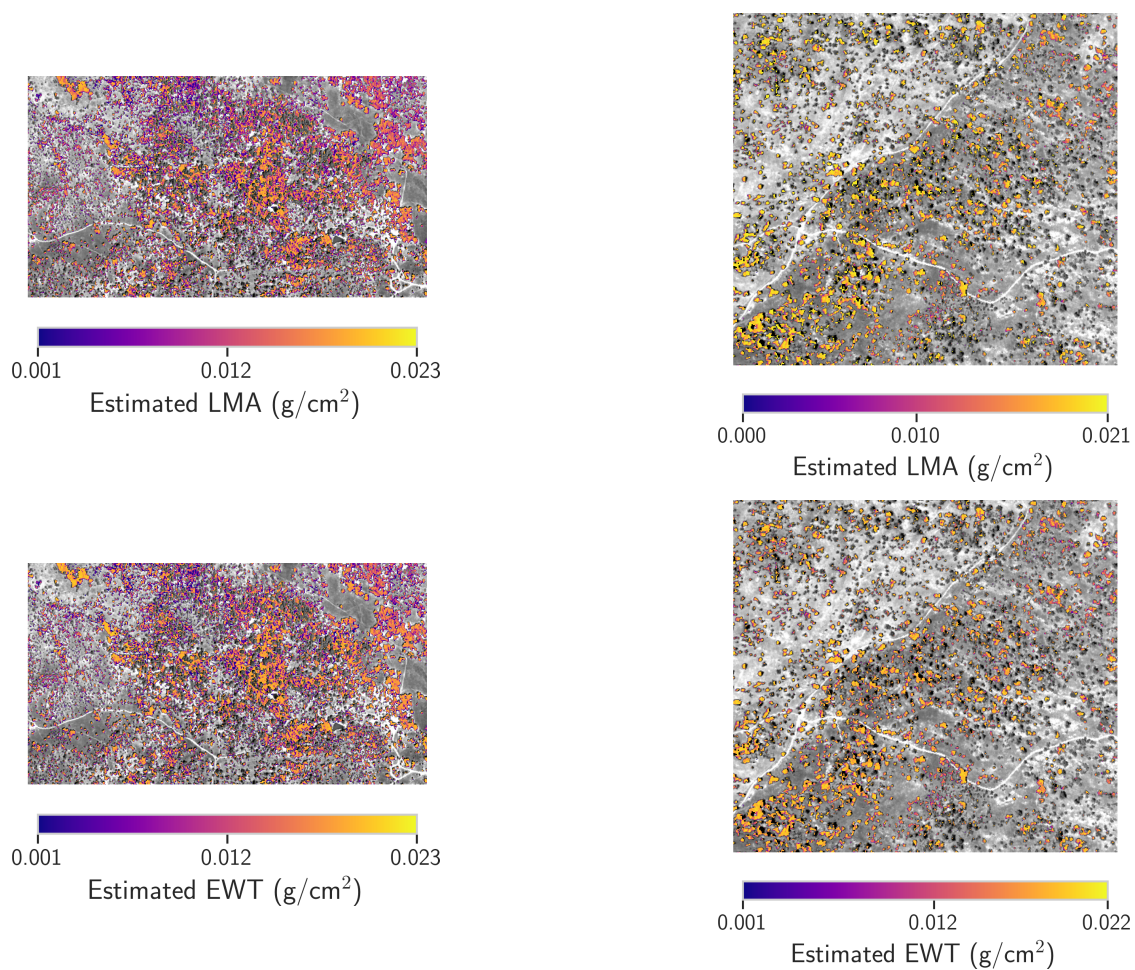 0.001 0.012 0.023
Estimated LMA (g/cm²)
0.000 0.010 0.021
Estimated LMA (g/cm²)
0.001 0.012 0.023
Estimated EWT (g/cm²)
0.001 0.012 0.022
Estimated EWT (g/cm²)